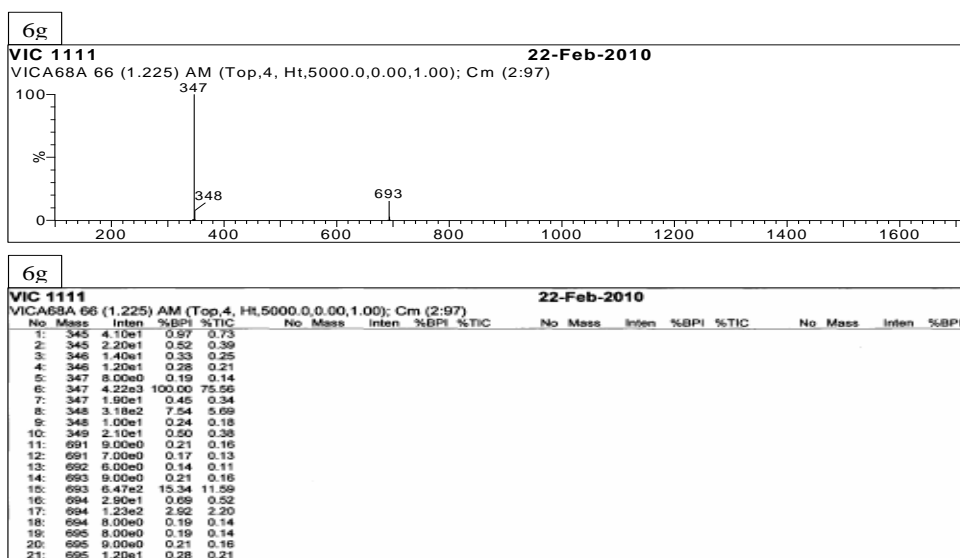 6g
VIC 1111 22-Feb-2010
VICA68A 66 (1.225) AM (Top,4, Ht,5000.0,0.00,1.00); Cm (2:97)
347
100
%
348
693
0
200 400 600 800 1000 1200 1400 1600
6g
VIC 1111 22-Feb-2010
VICA68A 66 (1.225) AM (Top,4, Ht,5000.0,0.00,1.00); Cm (2:97)
No Mass Inten %BPI %TIC No Mass Inten %BPI %TIC No Mass Inten %BPI %TIC No Mass Inten %BPI
1: 345 4.10e1 0.97 0.73
2: 345 2.20e1 0.52 0.39
3: 346 1.40e1 0.33 0.25
4: 346 1.20e1 0.28 0.21
5: 347 8.00e0 0.19 0.14
6: 347 4.22e3 100.00 75.56
7: 347 1.90e1 0.45 0.34
8: 348 3.18e2 7.54 5.69
9: 348 1.00e1 0.24 0.18
10: 349 2.10e1 0.50 0.38
11: 691 9.00e0 0.21 0.16
12: 691 7.00e0 0.17 0.13
13: 692 6.00e0 0.14 0.11
14: 693 9.00e0 0.21 0.16
15: 693 6.47e2 15.34 11.59
16: 694 2.90e1 0.69 0.52
17: 694 1.23e2 2.92 2.20
18: 694 8.00e0 0.19 0.14
19: 695 8.00e0 0.19 0.14
20: 695 9.00e0 0.21 0.16
21: 695 1.20e1 0.28 0.21